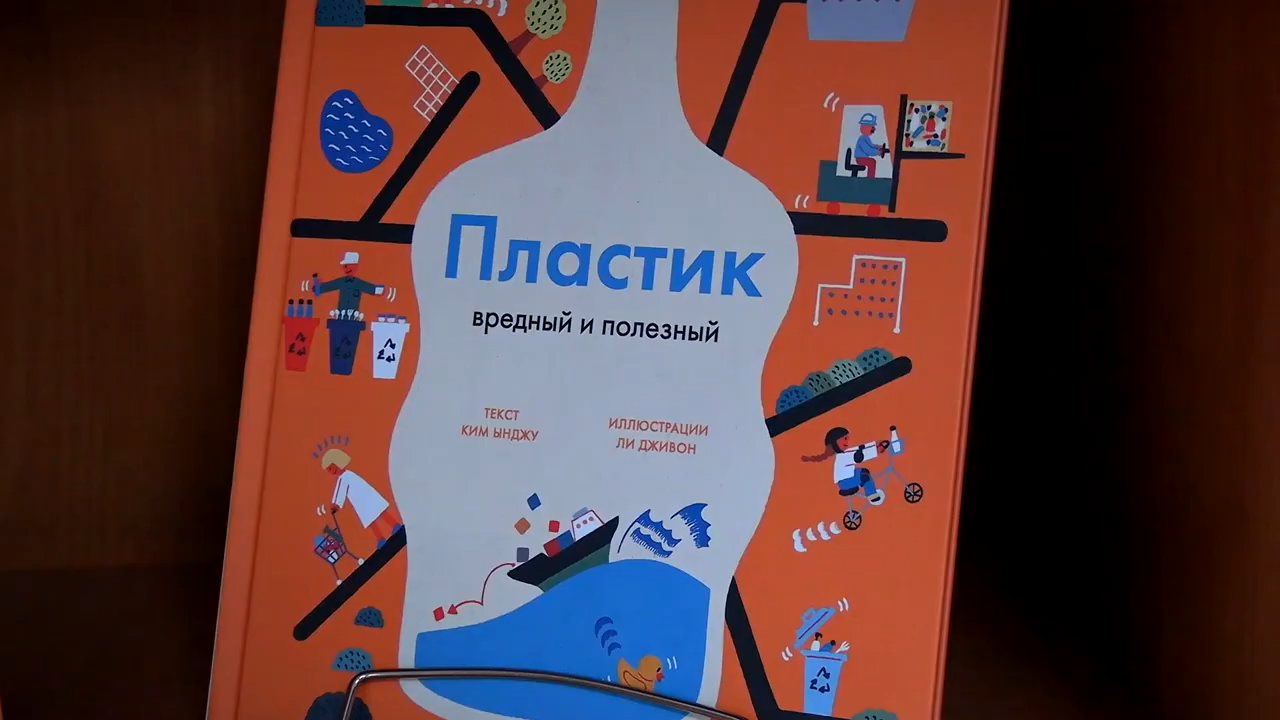 Пластик
вредный и полезный
ТЕКСТ
КИМ ЫНДЖУ
ИЛЛЮСТРАЦИИ
ЛИ ДЖИВОН